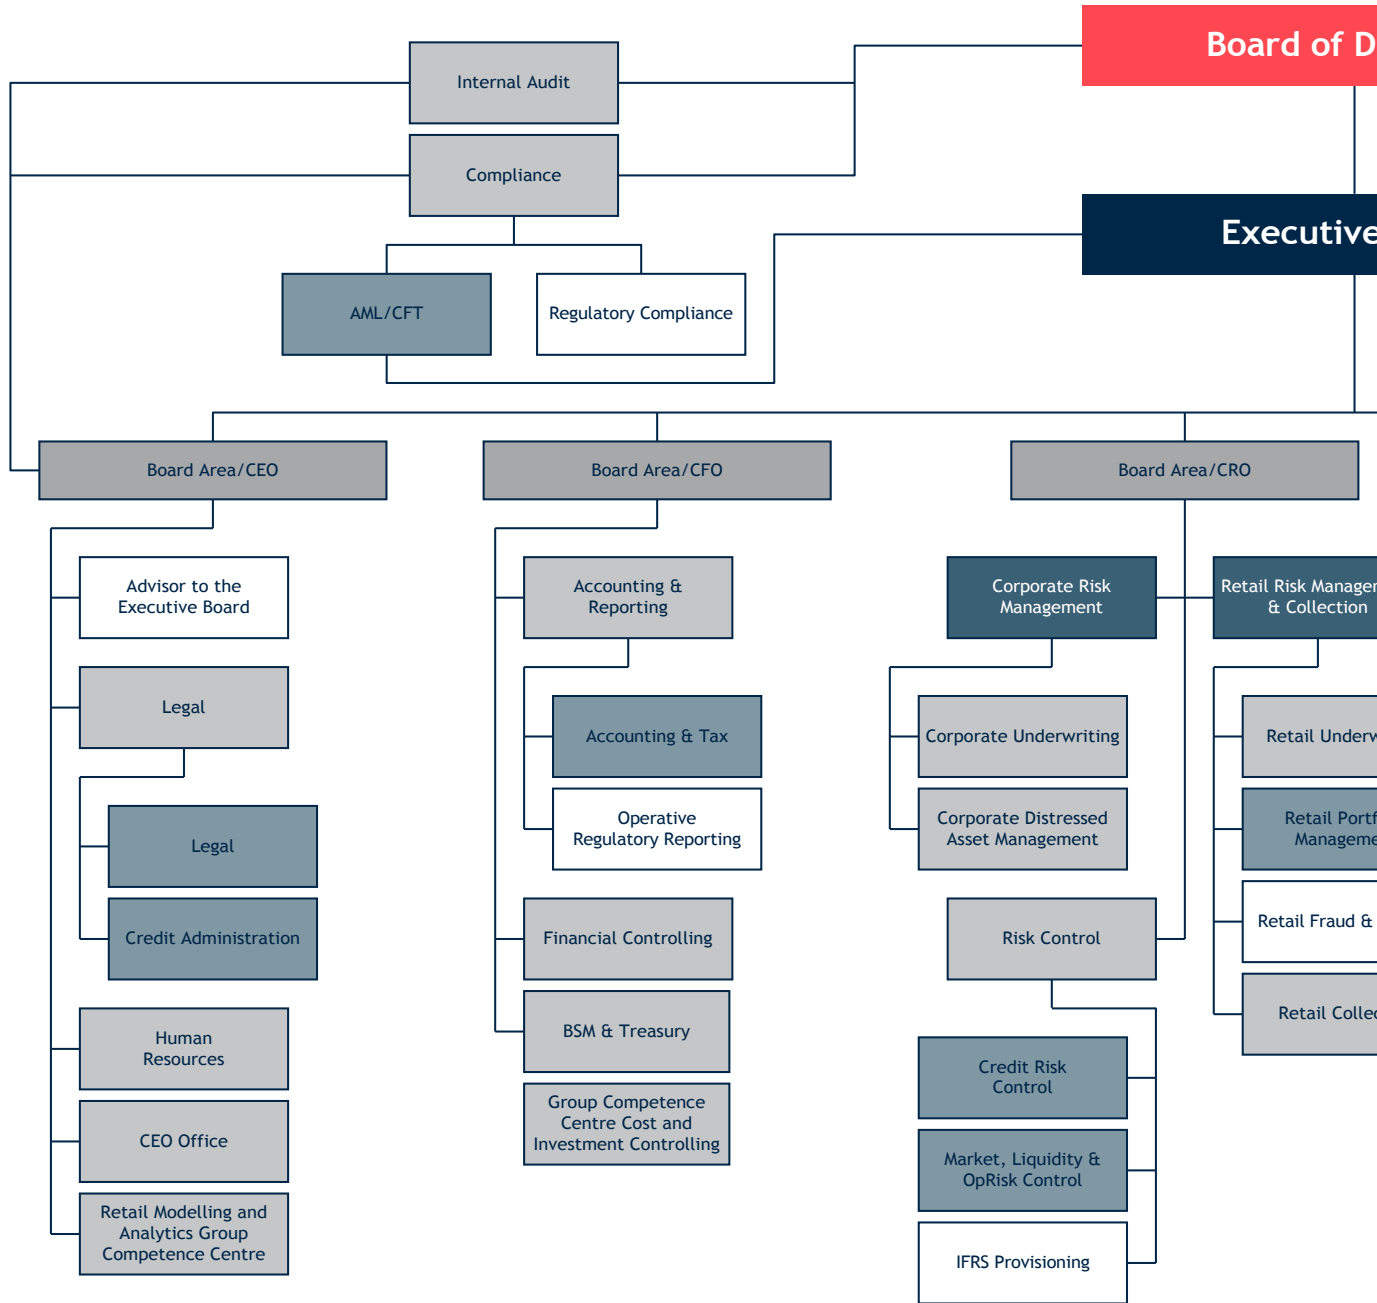 Board of D
Internal Audit
Compliance
Executive
AML/CFT
Regulatory Compliance
Board Area/CEO
Board Area/CFO
Board Area/CRO
Advisor to the
Executive Board
Legal
Legal
Credit Administration
Human
Resources
CEO Office
Retail Modelling and
Analytics Group
Competence Centre
Accounting &
Reporting
Accounting & Tax
Operative
Regulatory Reporting
Financial Controlling
BSM & Treasury
Group Competence
Centre Cost and
Investment Controlling
Corporate Risk
Management
Corporate Underwriting
Corporate Distressed
Asset Management
Risk Control
Credit Risk
Control
Market, Liquidity &
OpRisk Control
IFRS Provisioning
Retail Risk Manager
& Collection
Retail Underw
Retail Portf
Manageme
Retail Fraud &
Retail Collec